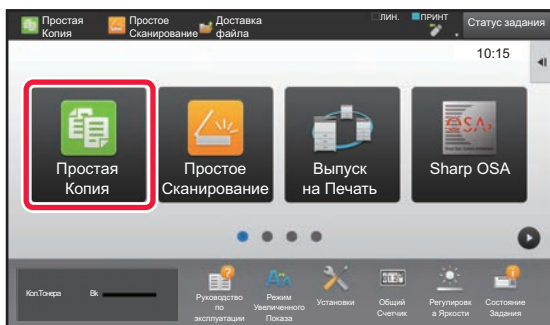 Простая
Копия
Простое
Сканирование
Доставка
файла
ЛИН.
ПРИНТ
Статус задания
10:15
Простая
Копия
Простое
Сканирование
Выпуск
на Печать
OSA
Sharp OSA
Кол.Тонера
Bk
Руководство
по
эксплуатации
Режим
Увеличенного
Показа
Установки
Общий
Счетчик
Регулировк
а Яркости
Состояние
Задания